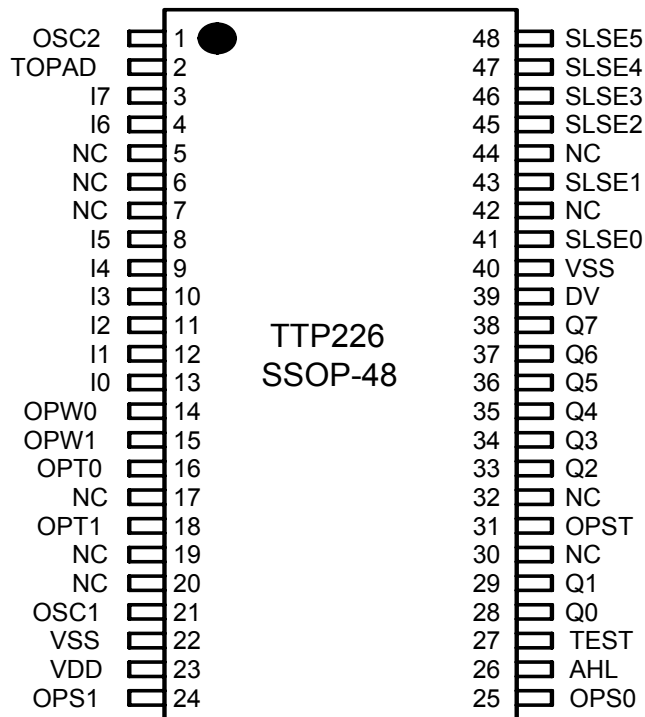 OSC2 1 48 SLSE5
TOPAD 2 47 SLSE4
I7 3 46 SLSE3
I6 4 45 SLSE2
NC 5 44 NC
NC 6 43 SLSE1
NC 7 42 NC
I5 8 41 SLSE0
I4 9 40 VSS
I3 10 39 DV
I2 11 38 Q7
I1 12 37 Q6
I0 13 36 Q5
OPW0 14 35 Q4
OPW1 15 34 Q3
OPT0 16 33 Q2
NC 17 32 NC
OPT1 18 31 OPST
NC 19 30 NC
NC 20 29 Q1
OSC1 21 28 Q0
VSS 22 27 TEST
VDD 23 26 AHL
OPS1 24 25 OPS0
TTP226
SSOP-48